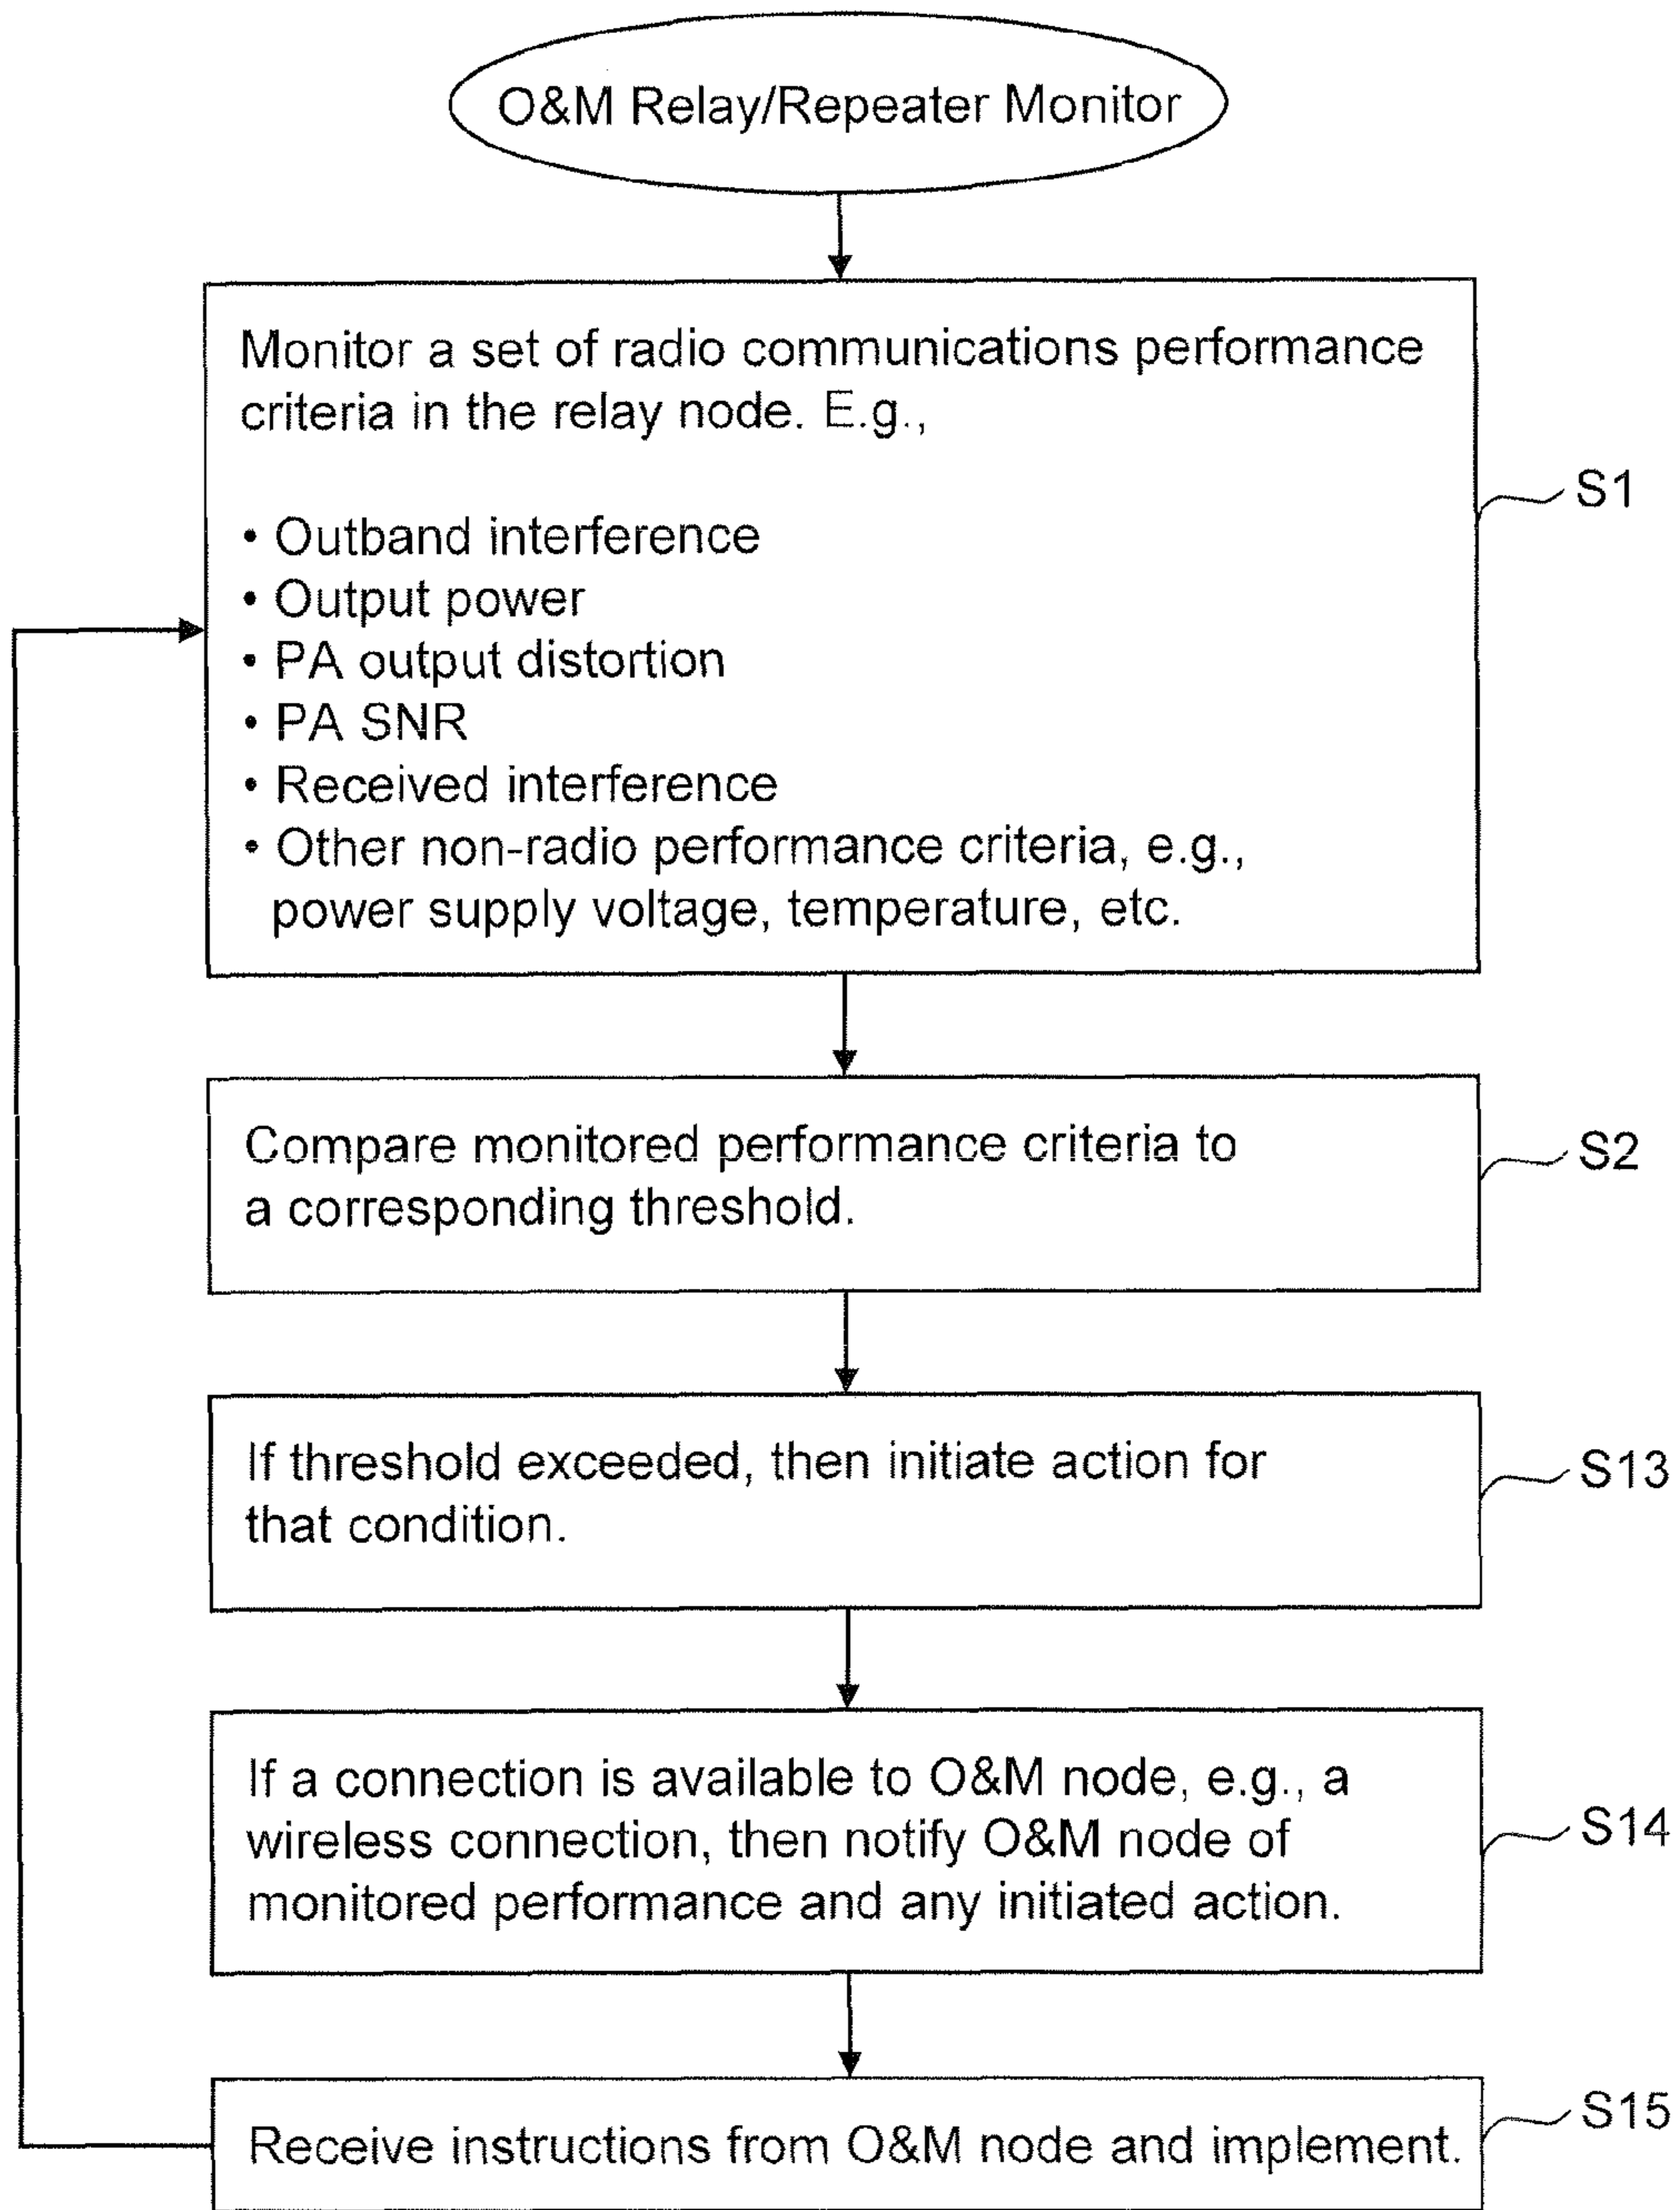 O&M Relay/Repeater Monitor
Monitor a set of radio communications performance
criteria in the relay node. E.g.,
• Outband interference
• Output power
• PA output distortion
• PA SNR
• Received interference
• Other non-radio performance criteria, e.g.,
power supply voltage, temperature, etc.
S1
Compare monitored performance criteria to
a corresponding threshold.
S2
If threshold exceeded, then initiate action for
that condition.
S13
If a connection is available to O&M node, e.g., a
wireless connection, then notify O&M node of
monitored performance and any initiated action.
S14
Receive instructions from O&M node and implement.
S15